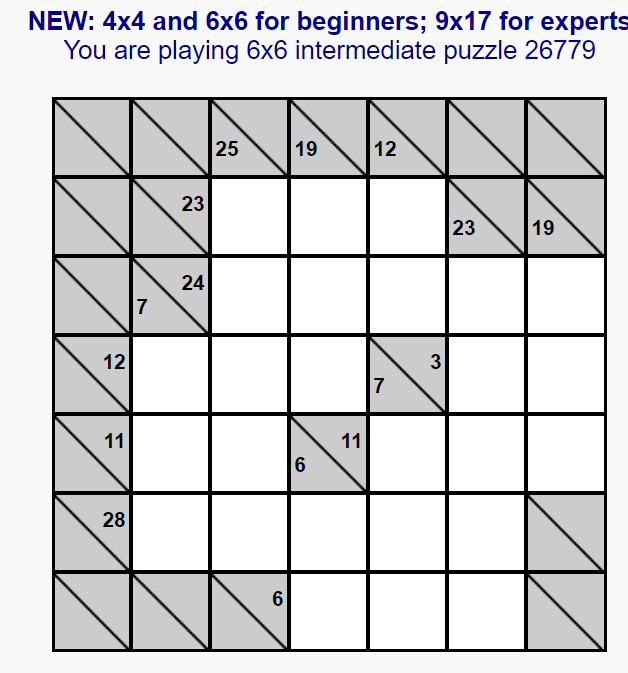 NEW: 4x4 and 6x6 for beginners; 9x17 for experts
You are playing 6x6 intermediate puzzle 26779
25 19 12
23 23 19
24 7
12 3 7
11 11 6
28
6